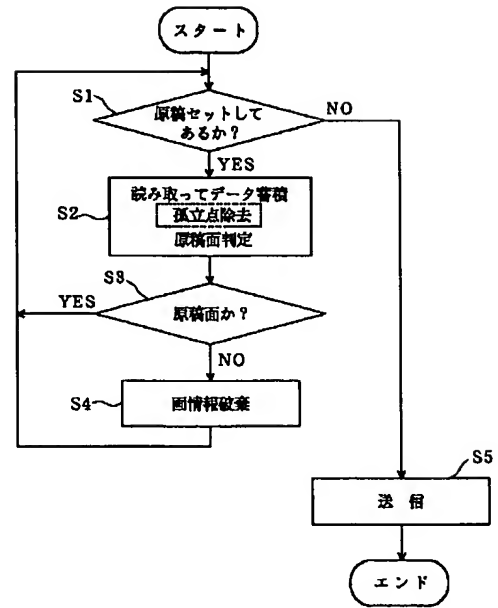 スタート
S1
原稿セットして
あるか?
NO
YES
S2
読み取ってデータ蓄積
孤立点除去
原稿面判定
S3
YES
原稿面か?
NO
S4
画情報破棄
S5
送 信
エンド